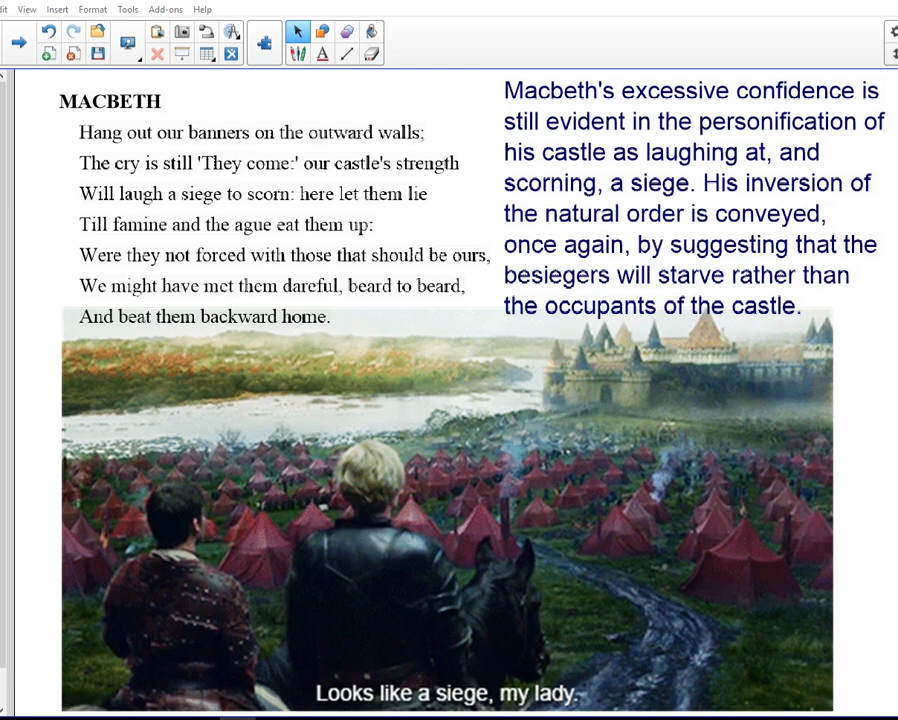 dit View Insert Format Tools Add-ons Help
MACBETH
Hang out our banners on the outward walls;
The cry is still 'They come:' our castle's strength
Will laugh a siege to scorn: here let them lie
Till famine and the ague eat them up:
Were they not forced with those that should be ours,
We might have met them dareful, beard to beard,
And beat them backward home.
Macbeth's excessive confidence is
still evident in the personification of
his castle as laughing at, and
scorning, a siege. His inversion of
the natural order is conveyed,
once again, by suggesting that the
besiegers will starve rather than
the occupants of the castle.
Looks like a siege, my lady.